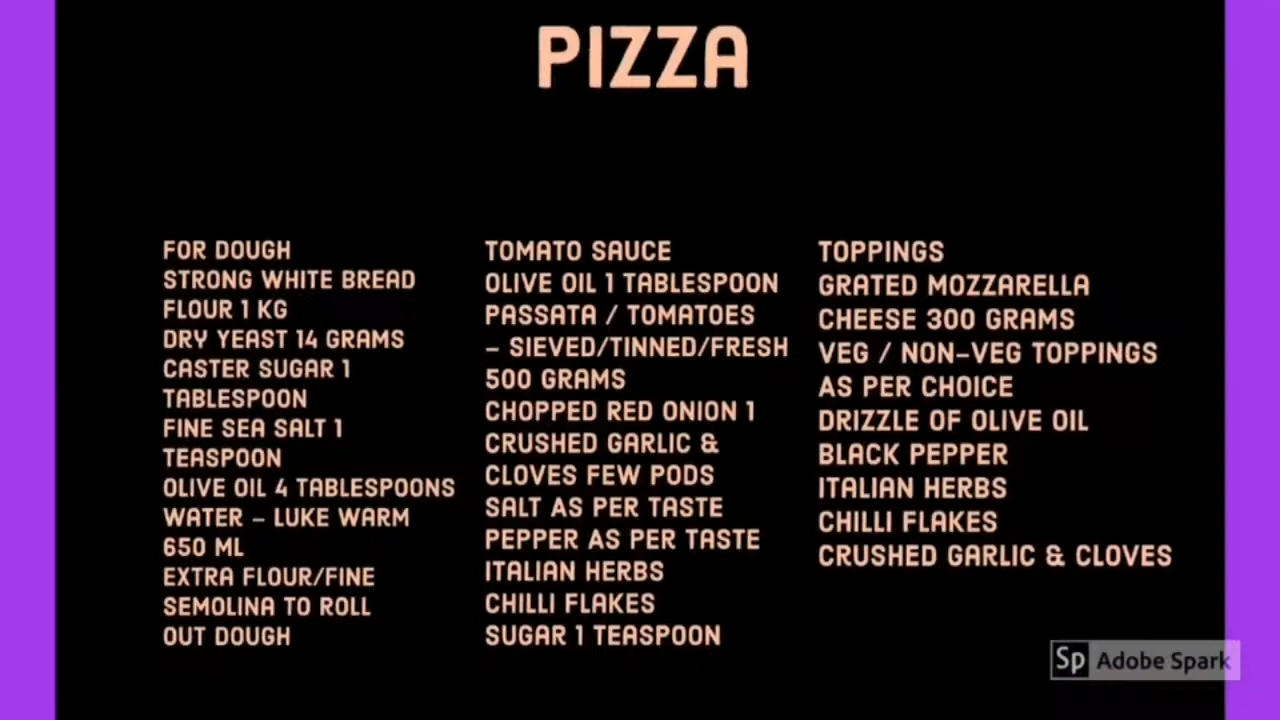 PIZZA
FOR DOUGH
STRONG WHITE BREAD
FLOUR 1 KG
DRY YEAST 14 GRAMS
CASTER SUGAR 1
TABLESPOON
FINE SEA SALT 1
TEASPOON
OLIVE OIL 4 TABLESPOONS
WATER – LUKE WARM
650 ML
EXTRA FLOUR/FINE
SEMOLINA TO ROLL
OUT DOUGH
TOMATO SAUCE
OLIVE OIL 1 TABLESPOON
PASSATA / TOMATOES
– SIEVED/TINNED/FRESH
500 GRAMS
CHOPPED RED ONION 1
CRUSHED GARLIC &
CLOVES FEW PODS
SALT AS PER TASTE
PEPPER AS PER TASTE
ITALIAN HERBS
CHILLI FLAKES
SUGAR 1 TEASPOON
TOPPINGS
GRATED MOZZARELLA
CHEESE 300 GRAMS
VEG / NON-VEG TOPPINGS
AS PER CHOICE
DRIZZLE OF OLIVE OIL
BLACK PEPPER
ITALIAN HERBS
CHILLI FLAKES
CRUSHED GARLIC & CLOVES
Sp Adobe Spark